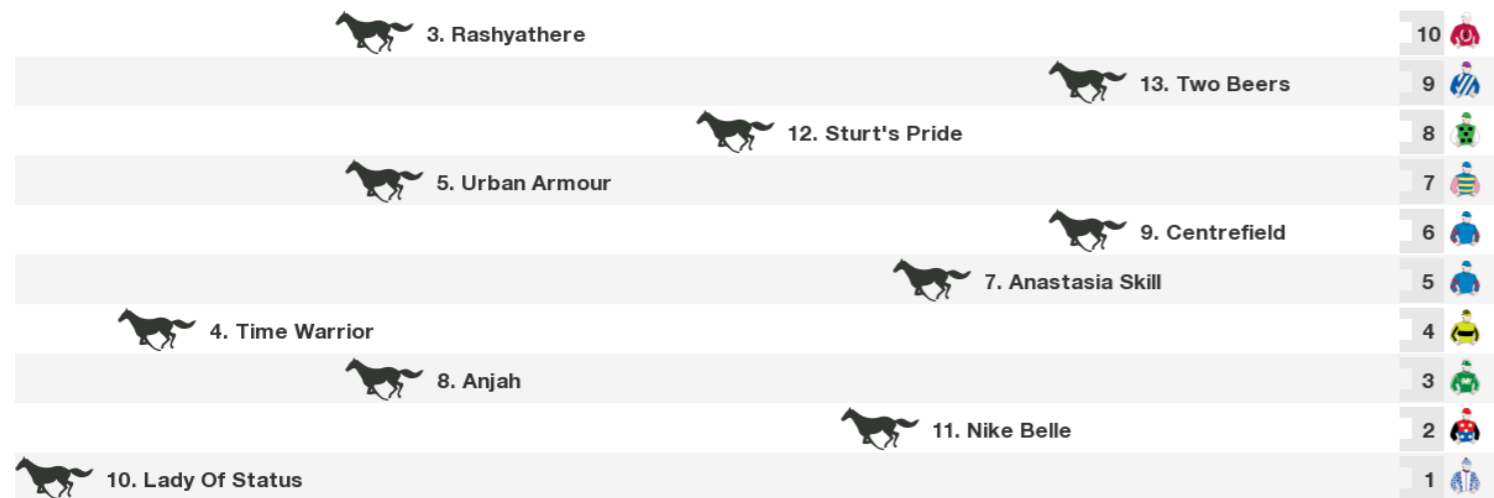 3. Rashyathere 10
13. Two Beers 9
12. Sturt's Pride 8
5. Urban Armour 7
9. Centrefield 6
7. Anastasia Skill 5
4. Time Warrior 4
8. Anjah 3
11. Nike Belle 2
10. Lady Of Status 1